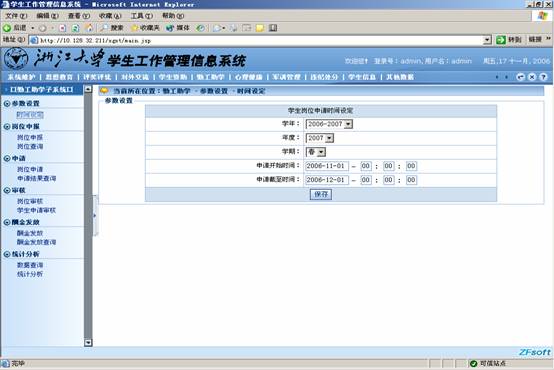 学生工作管理信息系统 - Microsoft Internet Explorer
文件(F) 编辑(E) 查看(V) 收藏(A) 工具(T) 帮助(H)
后退 搜索 收藏夹 媒体
地址(D) http://10.128.32.211/xgxt/main.jsp 转到 链接 »
浙江大学 学生工作管理信息系统 欢迎您! 登录号: admin,用户名: admin 周五,17 十一月, 2006
系统维护 | 思想教育 | 评奖评优 | 对外交流 | 学生资助 | 勤工助学 | 心理健康 | 军训管理 | 违纪处分 | 学生信息 | 其他数据
勤工助学子系统 当前所在位置: 勤工助学 - 参数设置 - 时间设定
参数设置
时间设定
岗位申报
岗位申报
岗位查询
申请
岗位申请
申请结果查询
审核
岗位审核
学生申请审核
酬金发放
酬金发放
酬金发放查询
统计分析
数据查询
统计分析
参数设置
学生岗位申请时间设定
学年: 2006-2007
年度: 2007
学期: 春
申请开始时间: 2006-11-01 - 00 : 00 : 00
申请截至时间: 2006-12-01 - 00 : 00 : 00
保存
ZFsoft
完毕 可信站点